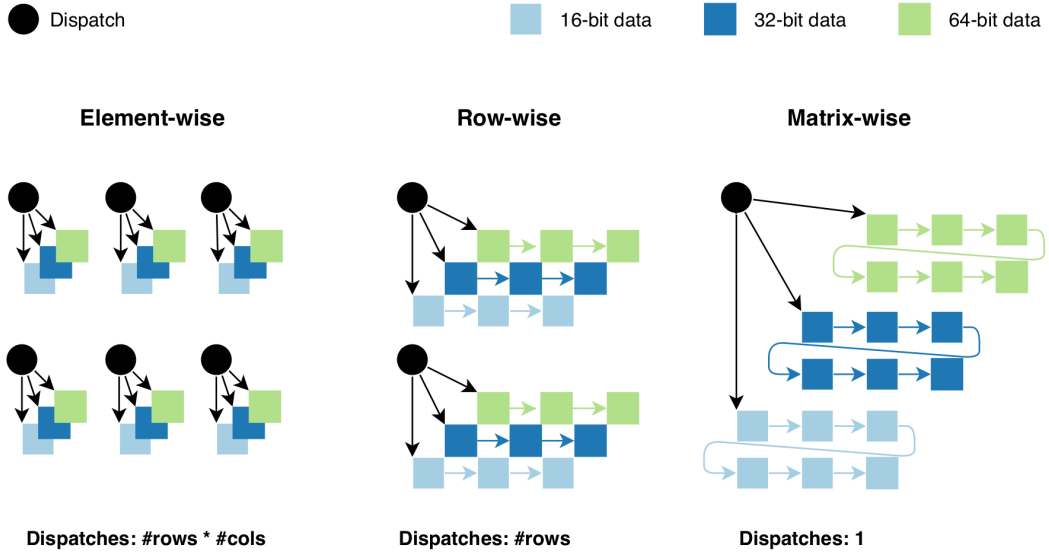 Dispatch
16-bit data
32-bit data
64-bit data
Element-wise
Row-wise
Matrix-wise
Dispatches: #rows * #cols
Dispatches: #rows
Dispatches: 1